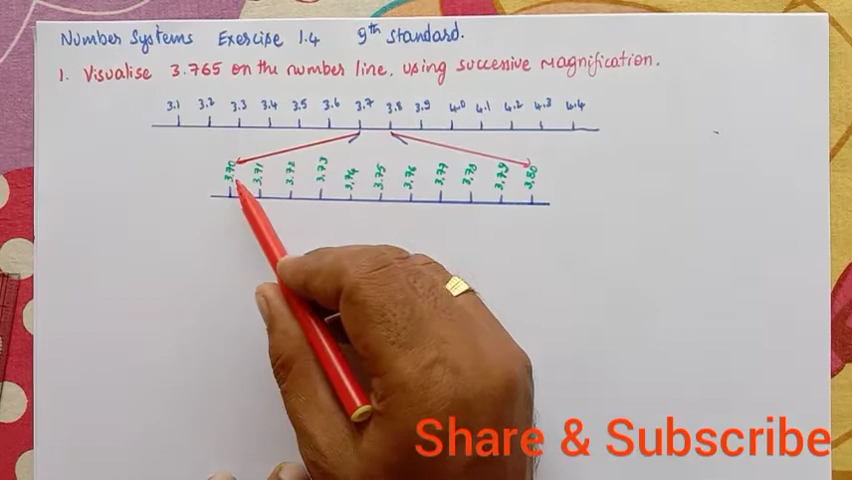 Number Systems Exercise 1.4 9th Standard.
1. Visualise 3.765 on the number line, using successive Magnification.
3.1 3.2 3.3 3.4 3.5 3.6 3.7 3.8 3.9 4.0 4.1 4.2 4.3 4.4
3.70 3.71 3.72 3.73 3.74 3.75 3.76 3.77 3.78 3.79 3.80
Share & Subscribe